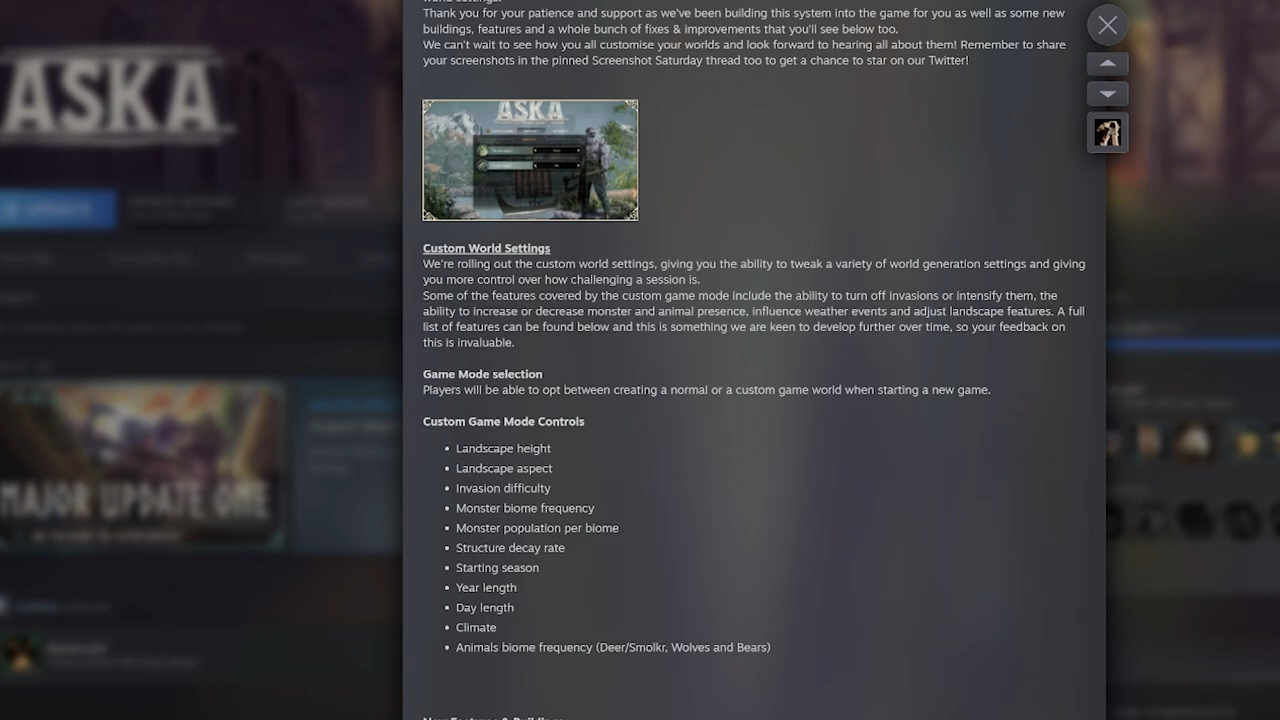 Thank you for your patience and support as we've been building this system into the game for you as well as some new
buildings, features and a whole bunch of fixes & improvements that you'll see below too.
We can't wait to see how you all customise your worlds and look forward to hearing all about them! Remember to share
your screenshots in the pinned Screenshot Saturday thread too to get a chance to star on our Twitter!
ASKA
ASKA
Custom World Settings
We're rolling out the custom world settings, giving you the ability to tweak a variety of world generation settings and giving
you more control over how challenging a session is.
Some of the features covered by the custom game mode include the ability to turn off invasions or intensify them, the
ability to increase or decrease monster and animal presence, influence weather events and adjust landscape features. A full
list of features can be found below and this is something we are keen to develop further over time, so your feedback on
this is invaluable.
Game Mode selection
Players will be able to opt between creating a normal or a custom game world when starting a new game.
Custom Game Mode Controls
• Landscape height
• Landscape aspect
• Invasion difficulty
• Monster biome frequency
• Monster population per biome
• Structure decay rate
• Starting season
• Year length
• Day length
• Climate
• Animals biome frequency (Deer/Smolkr, Wolves and Bears)
MAJOR UPDATE ONE